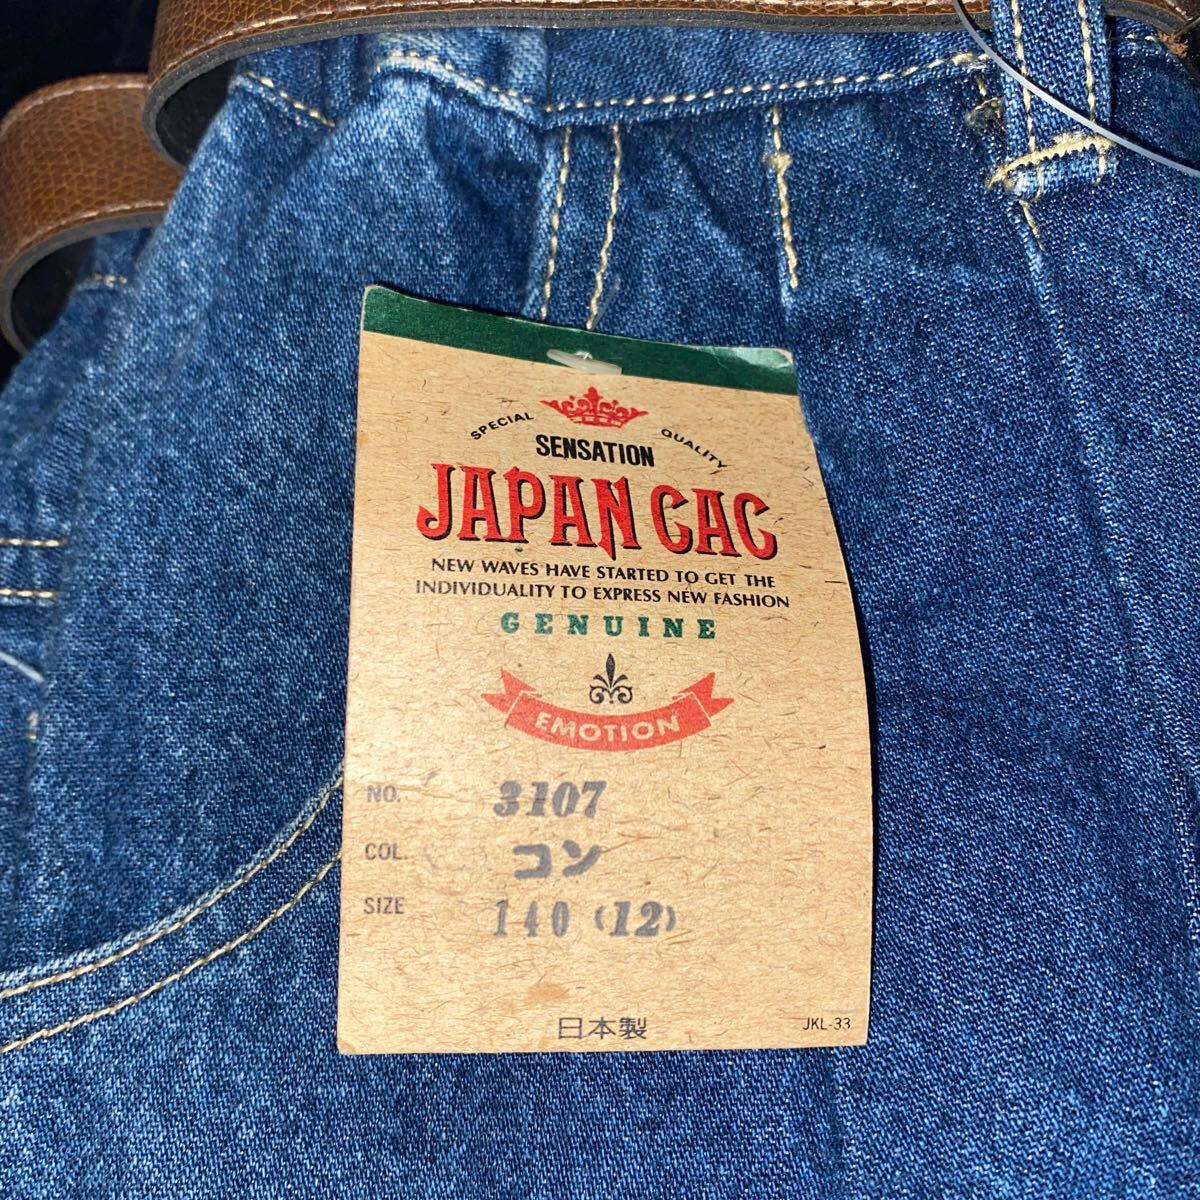 SPECIAL QUALITY
SENSATION
JAPAN CAC
NEW WAVES HAVE STARTED TO GET THE
INDIVIDUALITY TO EXPRESS NEW FASHION
GENUINE
EMOTION
NO. 3107
COL. コン
SIZE 140 (12)
日本製 JKL-33